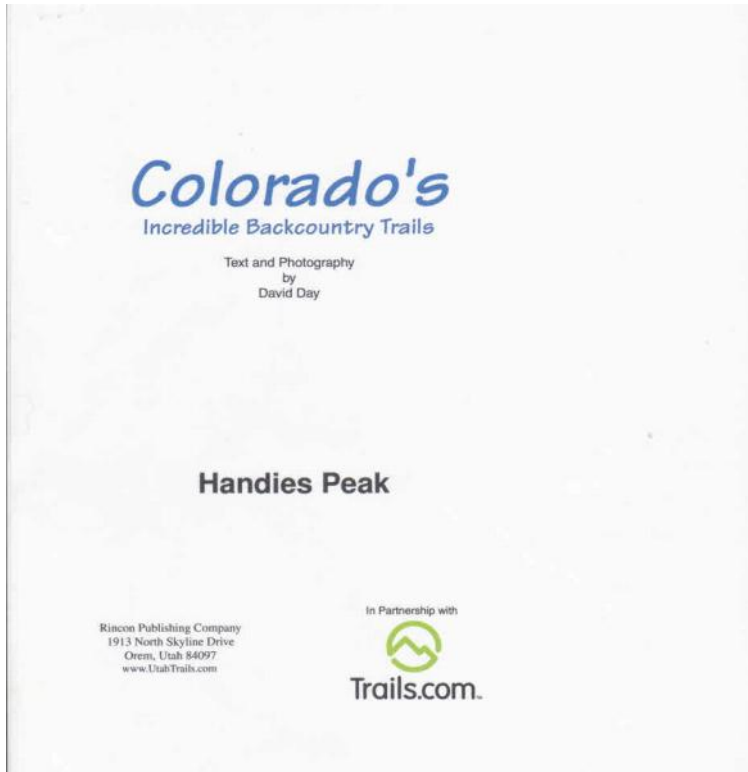 Colorado's
Incredible Backcountry Trails
Text and Photography
by
David Day
Handies Peak
Rincon Publishing Company
1913 North Skyline Drive
Orem, Utah 84097
www.UtahTrails.com
In Partnership with
Trails.com™